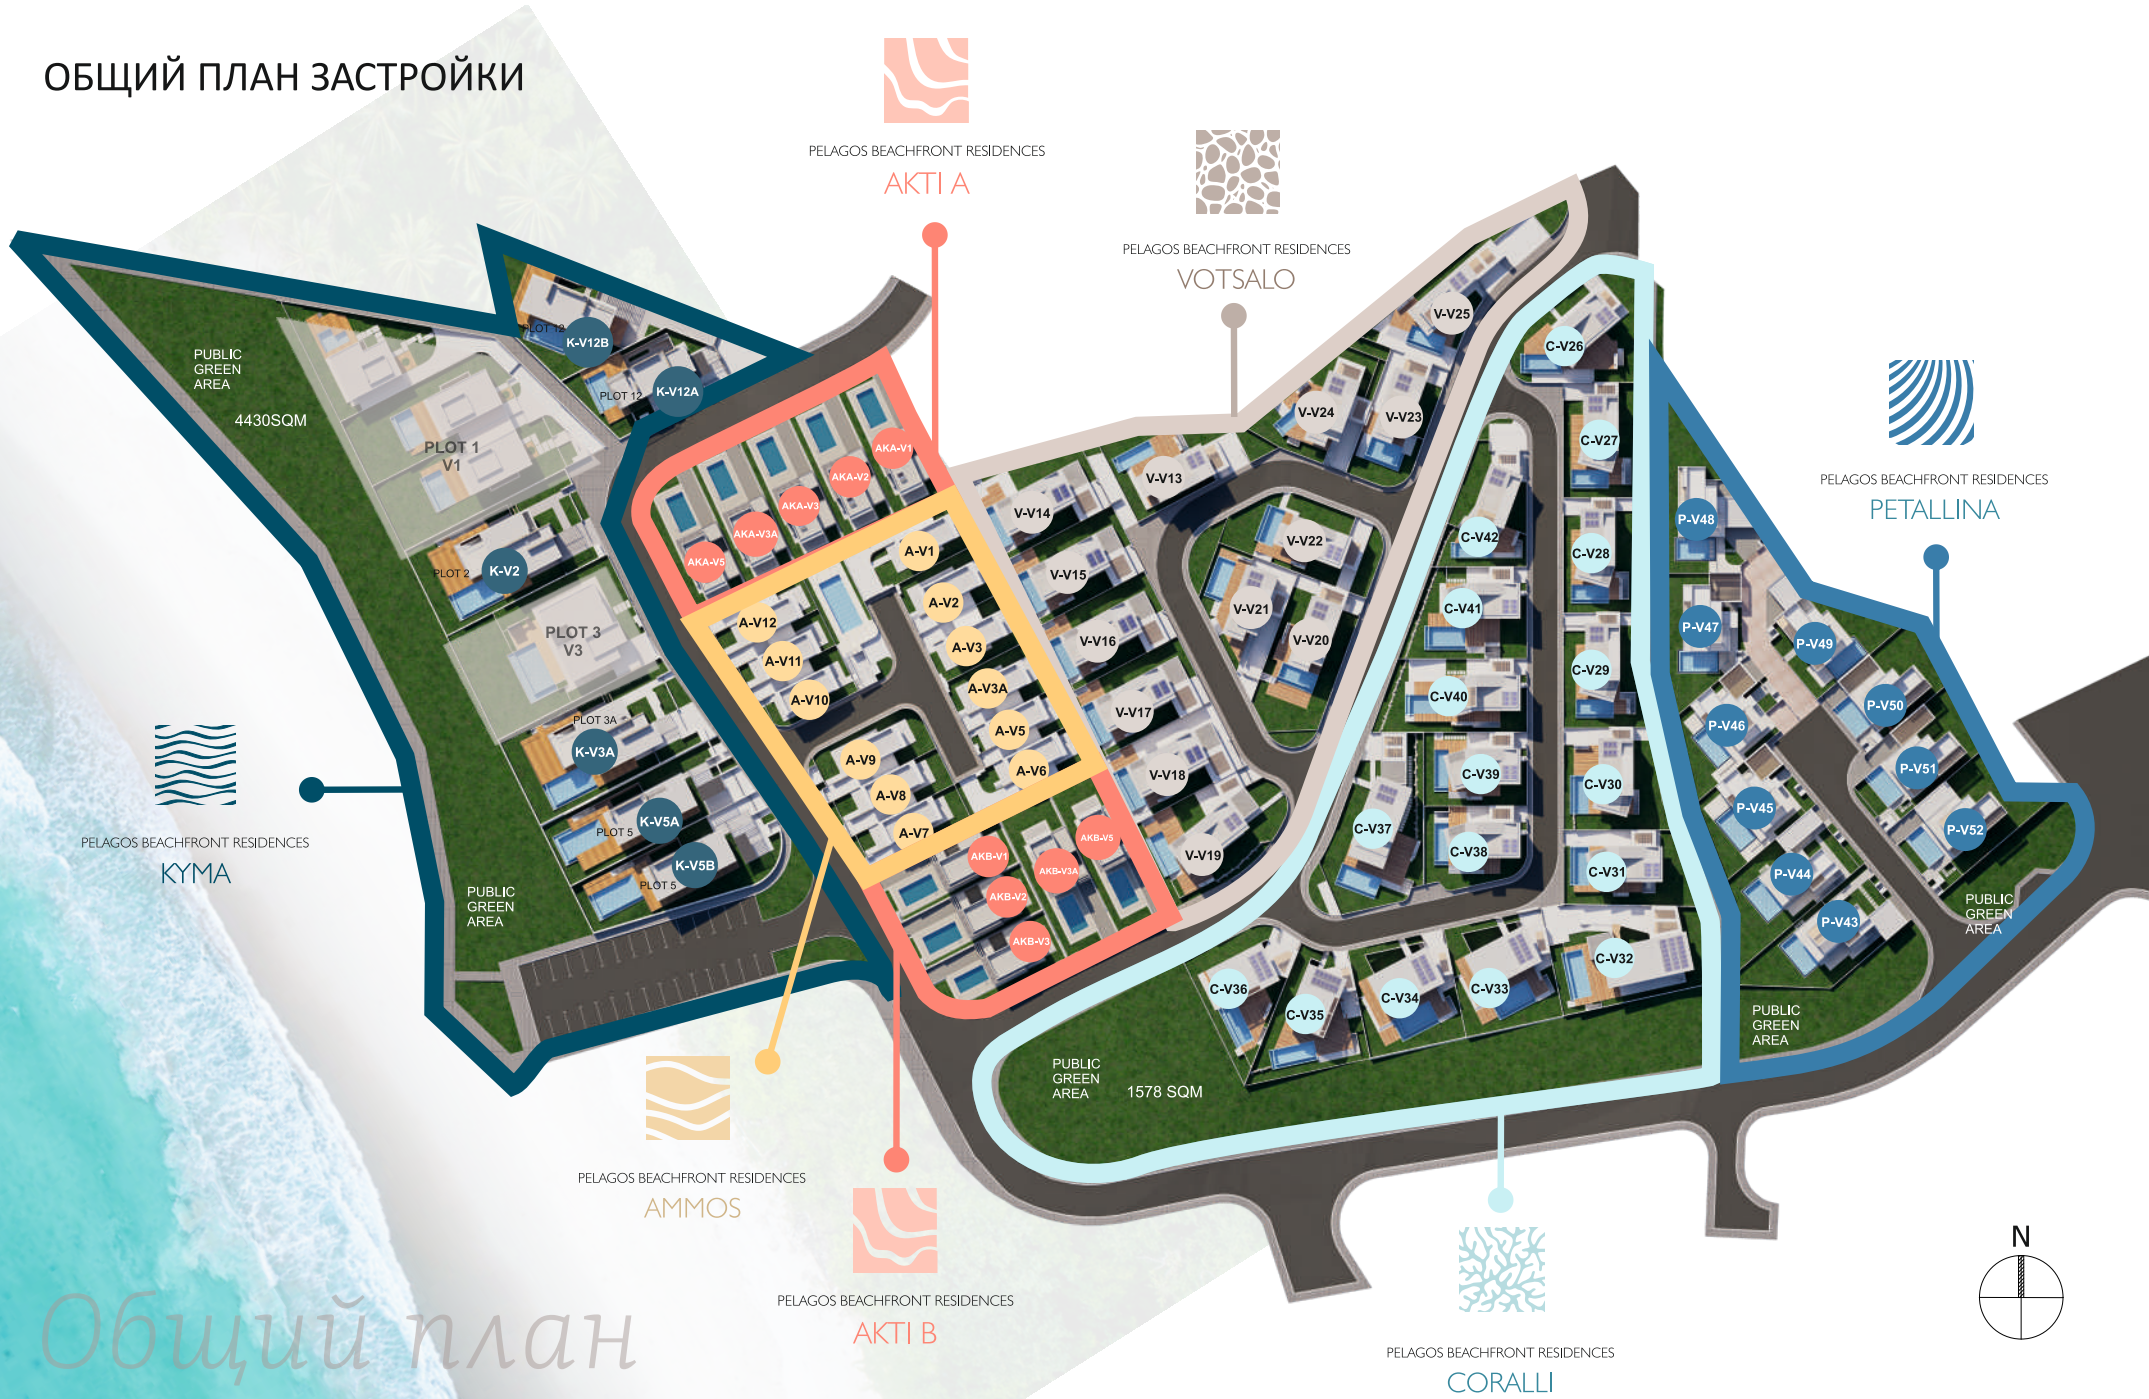 ОБЩИЙ ПЛАН ЗАСТРОЙКИ
PELAGOS BEACHFRONT RESIDENCES
AKTI A
PELAGOS BEACHFRONT RESIDENCES
VOTSALO
PELAGOS BEACHFRONT RESIDENCES
PETALLINA
PELAGOS BEACHFRONT RESIDENCES
KYMA
PELAGOS BEACHFRONT RESIDENCES
AMMOS
PELAGOS BEACHFRONT RESIDENCES
AKTI B
PELAGOS BEACHFRONT RESIDENCES
CORALLI
PUBLIC
GREEN
AREA
4430SQM
PLOT 12
K-V12B
PLOT 12
K-V12A
PLOT 1
V1
PLOT 2
K-V2
PLOT 3
V3
PLOT 3A
K-V3A
PLOT 5
K-V5A
PLOT 5
K-V5B
PUBLIC
GREEN
AREA
AKA-V1
AKA-V2
AKA-V3
AKA-V3A
AKA-V5
A-V1
A-V2
A-V3
A-V3A
A-V5
A-V6
A-V7
A-V8
A-V9
A-V10
A-V11
A-V12
AKB-V1
AKB-V2
AKB-V3
AKB-V3A
AKB-V5
V-V13
V-V14
V-V15
V-V16
V-V17
V-V18
V-V19
V-V20
V-V21
V-V22
V-V23
V-V24
V-V25
C-V26
C-V27
C-V28
C-V29
C-V30
C-V31
C-V32
C-V33
C-V34
C-V35
C-V36
C-V37
C-V38
C-V39
C-V40
C-V41
C-V42
PUBLIC
GREEN
AREA
1578 SQM
P-V43
P-V44
P-V45
P-V46
P-V47
P-V48
P-V49
P-V50
P-V51
P-V52
PUBLIC
GREEN
AREA
PUBLIC
GREEN
AREA
N
Общий план